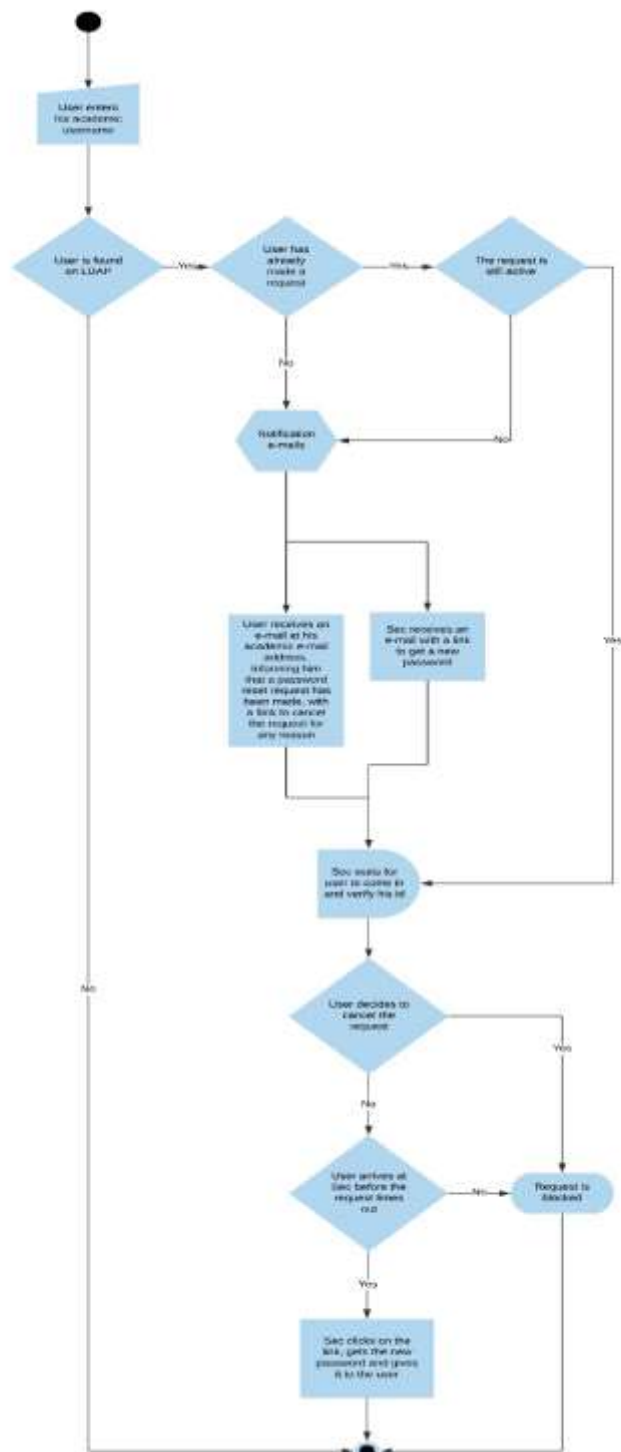 User enters
his academic
username
User is found
on LDAP
Yes
User has
already
made a
request
Yes
The request is
still active
No
Notification
e-mails
No
User receives an
e-mail at his
academic e-mail
address,
informing him
that a password
reset request has
been made, with
a link to cancel
the request for
any reason
Sec receives an
e-mail with a link
to get a new
password
Yes
Sec waits for
user to come in
and verify his id
No
User decides to
cancel the
request
Yes
No
User arrives at
Sec before the
request times
out
No
Request is
blocked
Yes
Sec clicks on the
link, gets the new
password and gives
it to the user